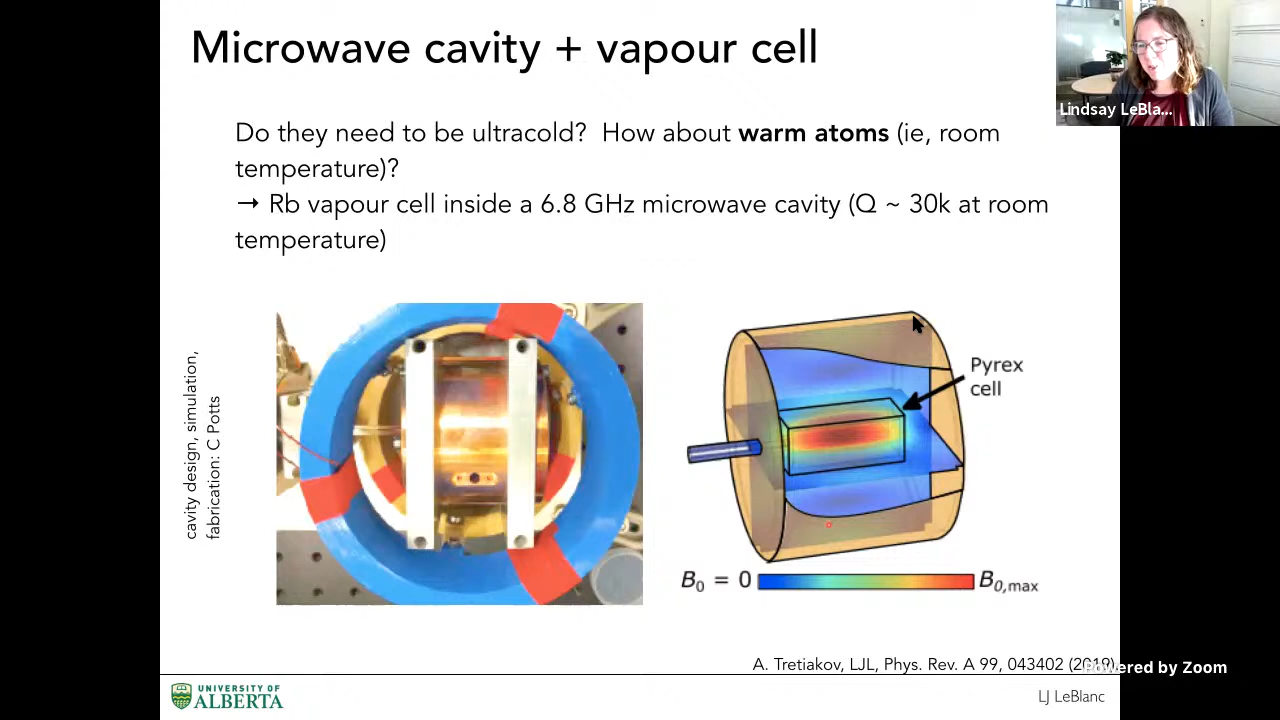 Microwave cavity + vapour cell
Lindsay LeBla...
Do they need to be ultracold? How about warm atoms (ie, room
temperature)?
→ Rb vapour cell inside a 6.8 GHz microwave cavity (Q ~ 30k at room
temperature)
cavity design, simulation,
fabrication: C Potts
Pyrex
cell
B0 = 0
B0,max
A. Tretiakov, LJL, Phys. Rev. A 99, 043402 (2019)
Powered by Zoom
UNIVERSITY OF
ALBERTA
LJ LeBlanc